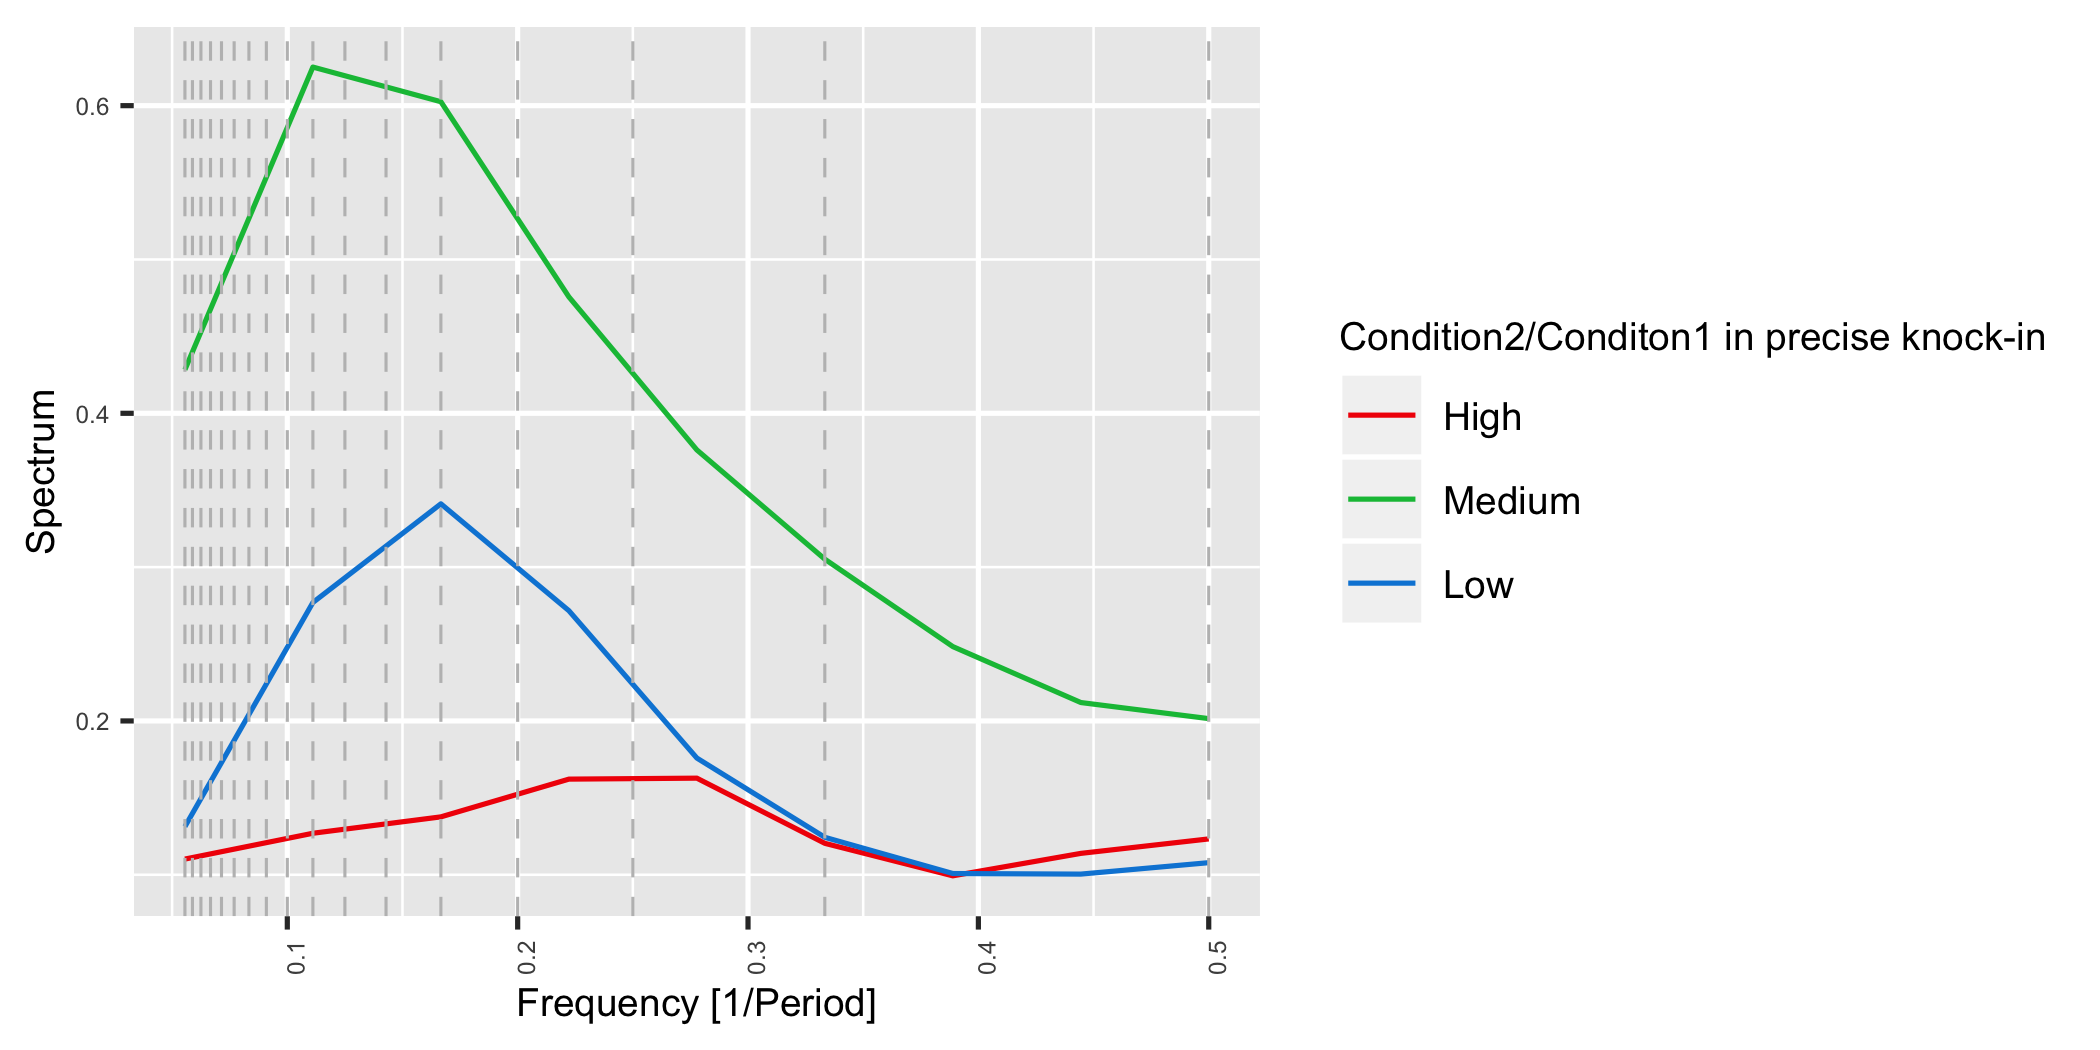 Spectrum
0.6
0.4
0.2
0.1
0.2
0.3
0.4
0.5
Frequency [1/Period]
Condition2/Conditon1 in precise knock-in
High
Medium
Low